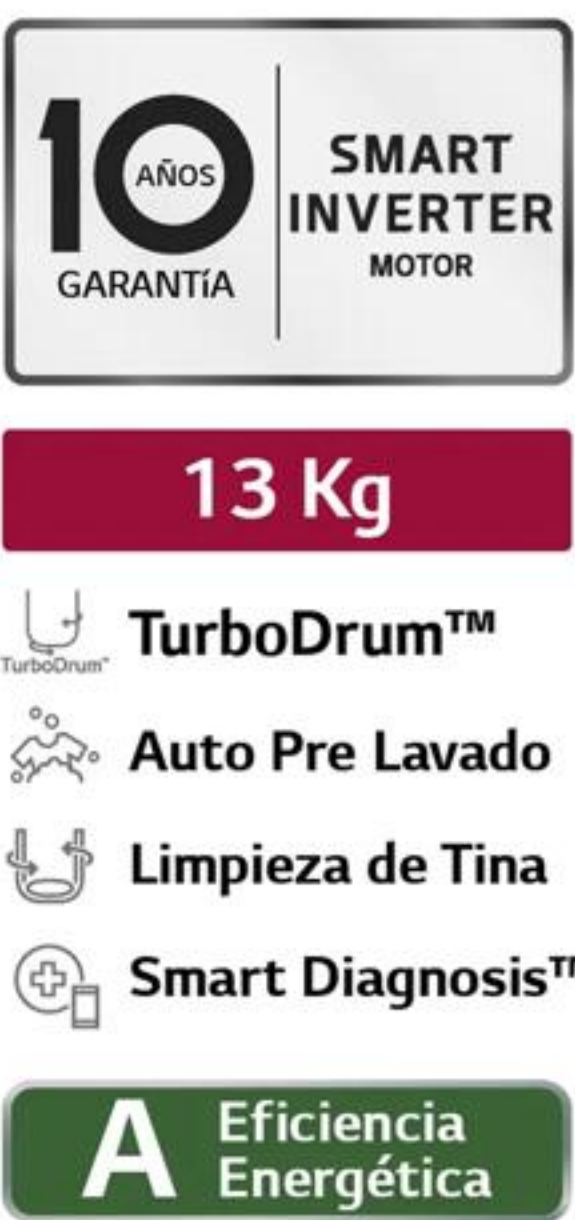 10
AÑOS
GARANTíA
SMART
INVERTER
MOTOR
13 Kg
TurboDrum™
TurboDrum™
Auto Pre Lavado
Limpieza de Tina
Smart Diagnosis™
A
Eficiencia
Energética